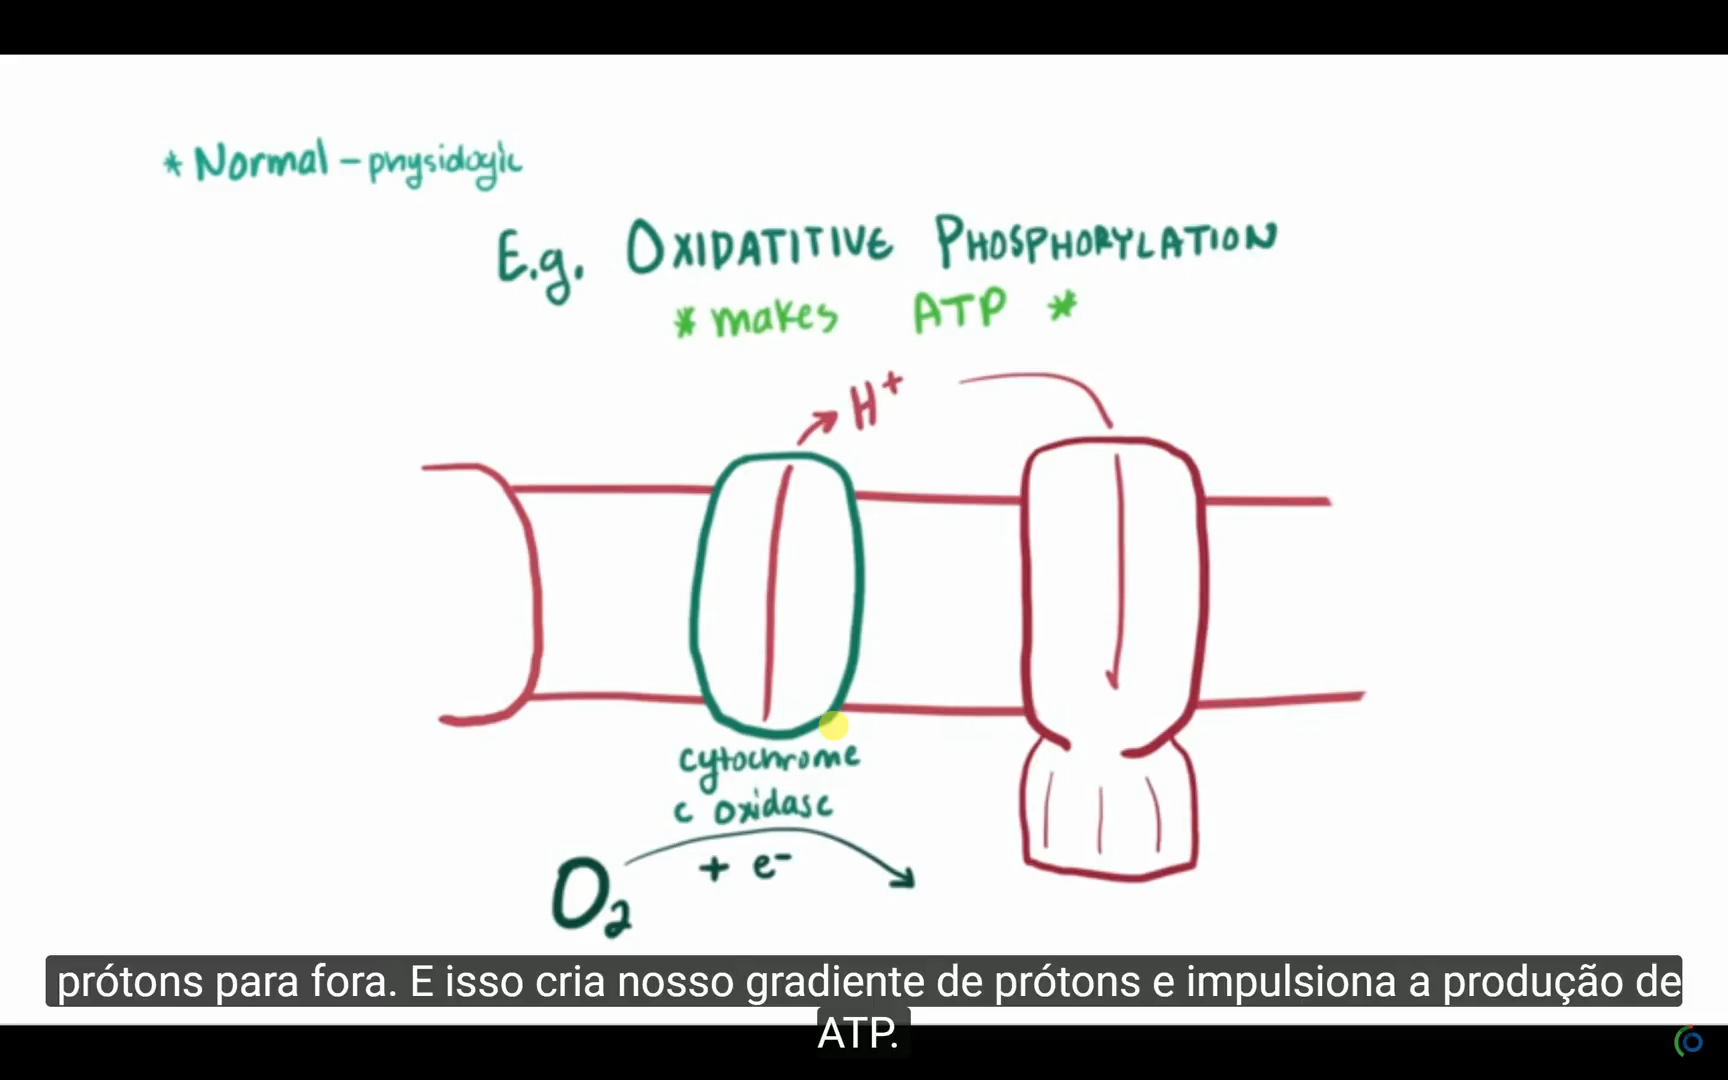 * Normal - physiologic
E.g. OXIDATITIVE PHOSPHORYLATION
* makes ATP *
H+
cytochrome
c oxidase
+ e-
O2
prótons para fora. E isso cria nosso gradiente de prótons e impulsiona a produção de
ATP.